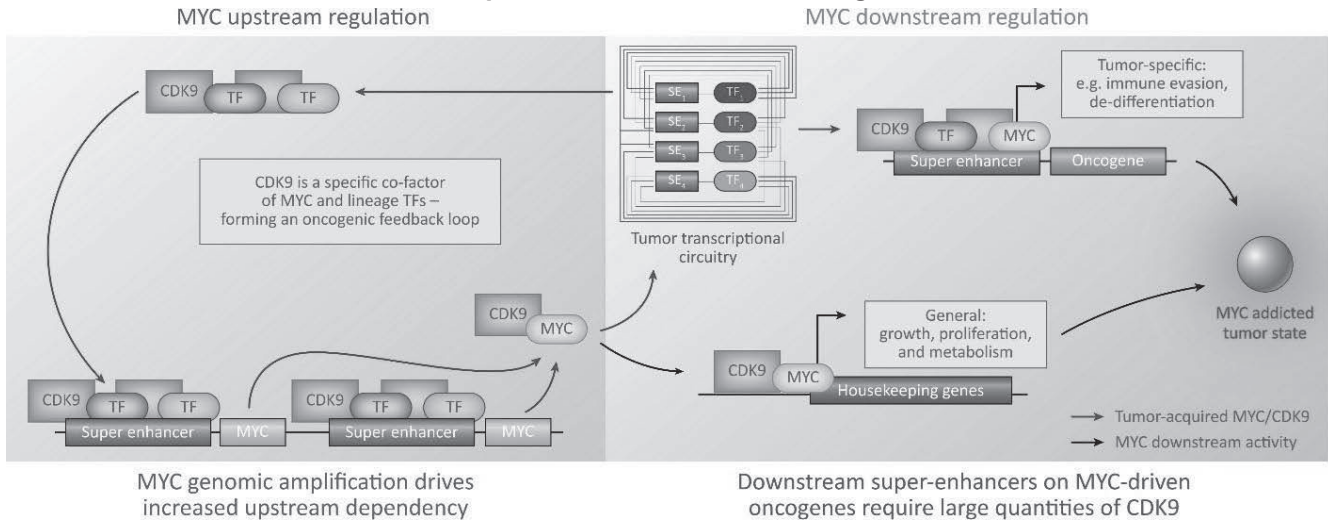 MYC upstream regulation
MYC downstream regulation
CDK9
TF
TF
CDK9 is a specific co-factor
of MYC and lineage TFs –
forming an oncogenic feedback loop
CDK9
TF
TF
Super enhancer
MYC
CDK9
TF
TF
Super enhancer
MYC
CDK9
MYC
SE1 TF1
SE2 TF2
SE3 TF3
SE4 TF4
Tumor transcriptional
circuitry
CDK9
TF
MYC
Super enhancer
Oncogene
Tumor-specific:
e.g. immune evasion,
de-differentiation
CDK9
MYC
Housekeeping genes
General:
growth, proliferation,
and metabolism
MYC addicted
tumor state
Tumor-acquired MYC/CDK9
MYC downstream activity
MYC genomic amplification drives
increased upstream dependency
Downstream super-enhancers on MYC-driven
oncogenes require large quantities of CDK9